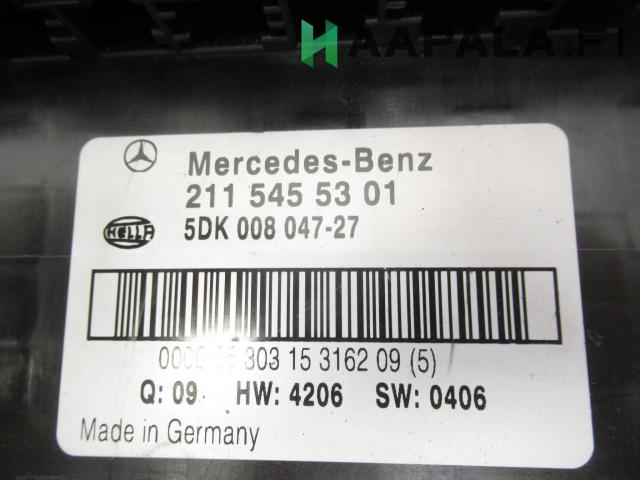 HAAPALA.FI
Mercedes-Benz
211 545 53 01
HELLA
5DK 008 047-27
303 15 3162 09 (5)
Q: 09 HW: 4206 SW: 0406
Made in Germany